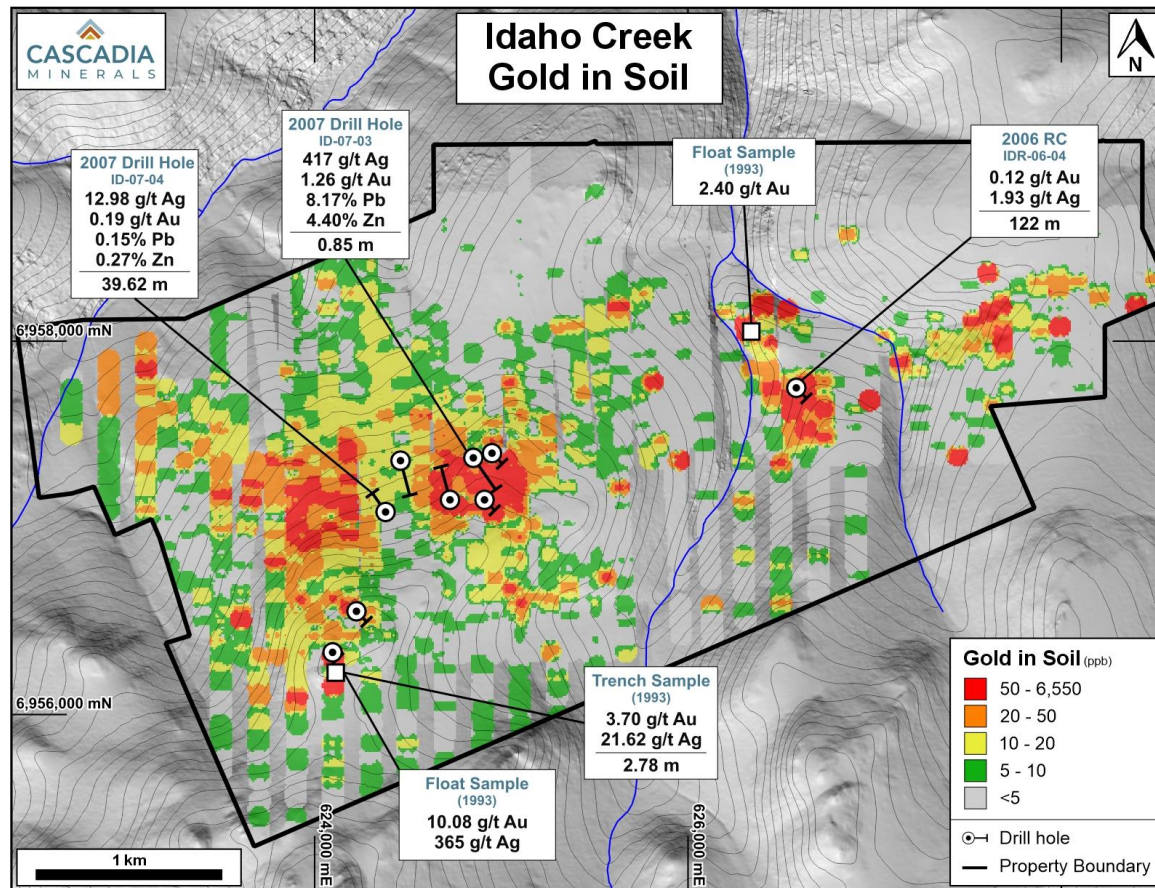 CASCADIA
MINERALS
Idaho Creek
Gold in Soil
N
2007 Drill Hole
ID-07-04
12.98 g/t Ag
0.19 g/t Au
0.15% Pb
0.27% Zn
39.62 m
2007 Drill Hole
ID-07-03
417 g/t Ag
1.26 g/t Au
8.17% Pb
4.40% Zn
0.85 m
Float Sample
(1993)
2.40 g/t Au
2006 RC
IDR-06-04
0.12 g/t Au
1.93 g/t Ag
122 m
6,958,000 mN
6,956,000 mN
Trench Sample
(1993)
3.70 g/t Au
21.62 g/t Ag
2.78 m
Float Sample
(1993)
10.08 g/t Au
365 g/t Ag
624,000 mE
626,000 mE
1 km
Gold in Soil (ppb)
50 - 6,550
20 - 50
10 - 20
5 - 10
<5
Drill hole
Property Boundary